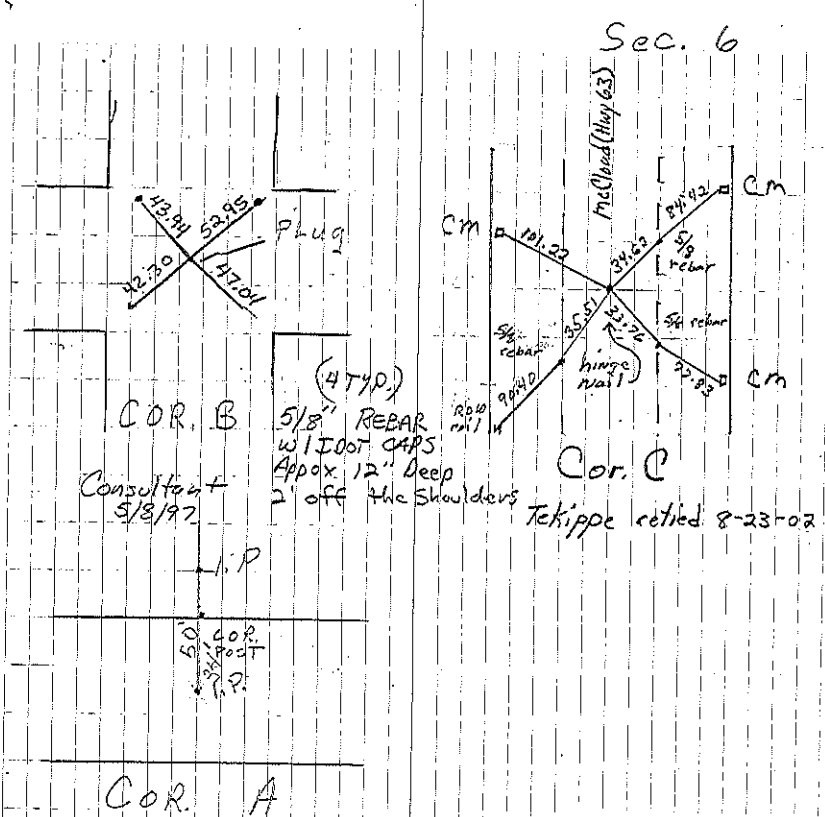 Sec. 6
43.94
52.95
Plug
42.30
47.04
COR. B
(4 TYP.)
5/8" REBAR
W/ IDOT CAPS
Appox 12" Deep
2' off the Shoulders
Consultant
5/8/97
I.P.
50'
COR.
POST
I.P.
COR. A
McCloud (Hwy 63)
CM
101.22
34.62
84.42
CM
5/8
rebar
5/8
rebar
35.51
33.76
5/8 rebar
90.40
hinge
nail
22.83
CM
ROW
rail
Cor. C
Tekippe retied 8-23-02